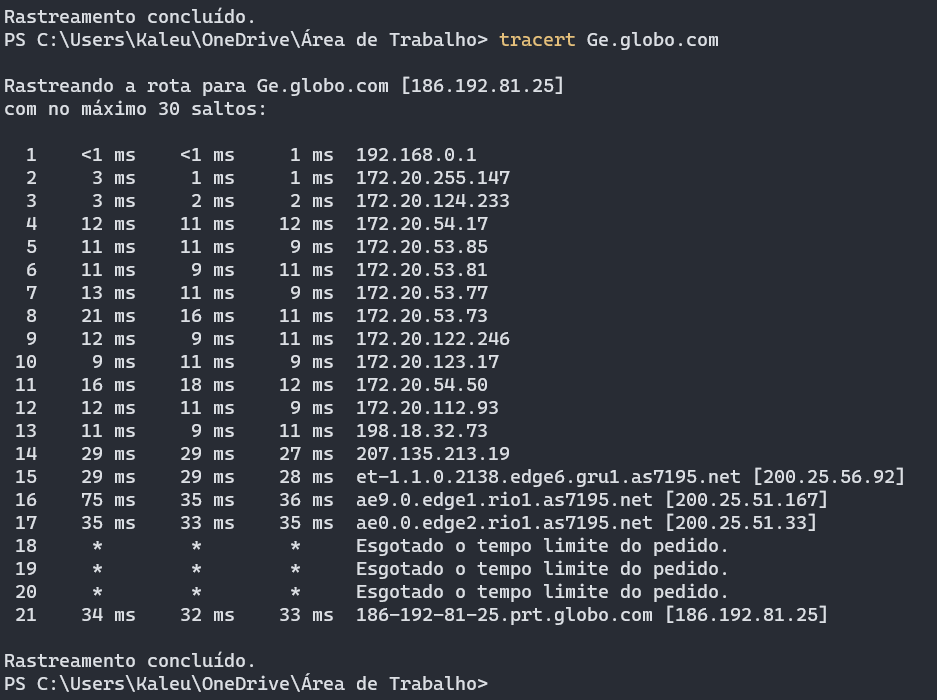 Rastreamento concluído.
PS C:\Users\Kaleu\OneDrive\Área de Trabalho> tracert Ge.globo.com
Rastreando a rota para Ge.globo.com [186.192.81.25]
com no máximo 30 saltos:
1 <1 ms <1 ms 1 ms 192.168.0.1
2 3 ms 1 ms 1 ms 172.20.255.147
3 3 ms 2 ms 2 ms 172.20.124.233
4 12 ms 11 ms 12 ms 172.20.54.17
5 11 ms 11 ms 9 ms 172.20.53.85
6 11 ms 9 ms 11 ms 172.20.53.81
7 13 ms 11 ms 9 ms 172.20.53.77
8 21 ms 16 ms 11 ms 172.20.53.73
9 12 ms 9 ms 11 ms 172.20.122.246
10 9 ms 11 ms 9 ms 172.20.123.17
11 16 ms 18 ms 12 ms 172.20.54.50
12 12 ms 11 ms 9 ms 172.20.112.93
13 11 ms 9 ms 11 ms 198.18.32.73
14 29 ms 29 ms 27 ms 207.135.213.19
15 29 ms 29 ms 28 ms et-1.1.0.2138.edge6.gru1.as7195.net [200.25.56.92]
16 75 ms 35 ms 36 ms ae9.0.edge1.rio1.as7195.net [200.25.51.167]
17 35 ms 33 ms 35 ms ae0.0.edge2.rio1.as7195.net [200.25.51.33]
18 * * * Esgotado o tempo limite do pedido.
19 * * * Esgotado o tempo limite do pedido.
20 * * * Esgotado o tempo limite do pedido.
21 34 ms 32 ms 33 ms 186-192-81-25.prt.globo.com [186.192.81.25]
Rastreamento concluído.
PS C:\Users\Kaleu\OneDrive\Área de Trabalho>